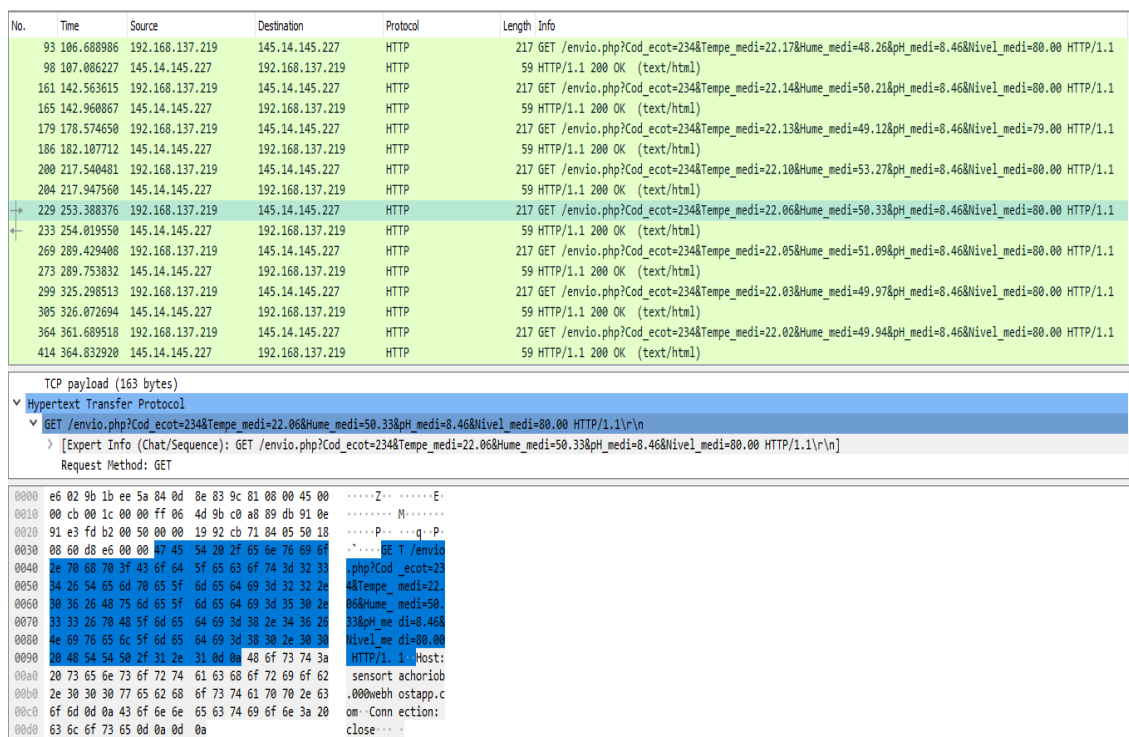 No. Time Source Destination Protocol Length Info
93 106.688986 192.168.137.219 145.14.145.227 HTTP 217 GET /envio.php?Cod_ecot=234&Tempe_medi=22.17&Hume_medi=48.26&pH_medi=8.46&Nivel_medi=80.00 HTTP/1.1
98 107.086227 145.14.145.227 192.168.137.219 HTTP 59 HTTP/1.1 200 OK (text/html)
161 142.563615 192.168.137.219 145.14.145.227 HTTP 217 GET /envio.php?Cod_ecot=234&Tempe_medi=22.14&Hume_medi=50.21&pH_medi=8.46&Nivel_medi=80.00 HTTP/1.1
165 142.960867 145.14.145.227 192.168.137.219 HTTP 59 HTTP/1.1 200 OK (text/html)
179 178.574650 192.168.137.219 145.14.145.227 HTTP 217 GET /envio.php?Cod_ecot=234&Tempe_medi=22.13&Hume_medi=49.12&pH_medi=8.46&Nivel_medi=79.00 HTTP/1.1
186 182.107712 145.14.145.227 192.168.137.219 HTTP 59 HTTP/1.1 200 OK (text/html)
200 217.540481 192.168.137.219 145.14.145.227 HTTP 217 GET /envio.php?Cod_ecot=234&Tempe_medi=22.10&Hume_medi=53.27&pH_medi=8.46&Nivel_medi=80.00 HTTP/1.1
204 217.947560 145.14.145.227 192.168.137.219 HTTP 59 HTTP/1.1 200 OK (text/html)
229 253.388376 192.168.137.219 145.14.145.227 HTTP 217 GET /envio.php?Cod_ecot=234&Tempe_medi=22.06&Hume_medi=50.33&pH_medi=8.46&Nivel_medi=80.00 HTTP/1.1
233 254.019550 145.14.145.227 192.168.137.219 HTTP 59 HTTP/1.1 200 OK (text/html)
269 289.429408 192.168.137.219 145.14.145.227 HTTP 217 GET /envio.php?Cod_ecot=234&Tempe_medi=22.05&Hume_medi=51.09&pH_medi=8.46&Nivel_medi=80.00 HTTP/1.1
273 289.753832 145.14.145.227 192.168.137.219 HTTP 59 HTTP/1.1 200 OK (text/html)
299 325.298513 192.168.137.219 145.14.145.227 HTTP 217 GET /envio.php?Cod_ecot=234&Tempe_medi=22.03&Hume_medi=49.97&pH_medi=8.46&Nivel_medi=80.00 HTTP/1.1
305 326.072694 145.14.145.227 192.168.137.219 HTTP 59 HTTP/1.1 200 OK (text/html)
364 361.689518 192.168.137.219 145.14.145.227 HTTP 217 GET /envio.php?Cod_ecot=234&Tempe_medi=22.02&Hume_medi=49.94&pH_medi=8.46&Nivel_medi=80.00 HTTP/1.1
414 364.832920 145.14.145.227 192.168.137.219 HTTP 59 HTTP/1.1 200 OK (text/html)
TCP payload (163 bytes)
Hypertext Transfer Protocol
GET /envio.php?Cod_ecot=234&Tempe_medi=22.06&Hume_medi=50.33&pH_medi=8.46&Nivel_medi=80.00 HTTP/1.1\r\n
[Expert Info (Chat/Sequence): GET /envio.php?Cod_ecot=234&Tempe_medi=22.06&Hume_medi=50.33&pH_medi=8.46&Nivel_medi=80.00 HTTP/1.1\r\n]
Request Method: GET
0000 e6 02 9b 1b ee 5a 84 0d 8e 83 9c 81 08 00 45 00 ·····Z·· ······E·
0010 00 cb 00 1c 00 00 ff 06 4d 9b c0 a8 89 db 91 0e ········ M·······
0020 91 e3 fd b2 00 50 00 00 19 92 cb 71 84 05 50 18 ·····P·· ···q··P·
0030 08 60 d8 e6 00 00 47 45 54 20 2f 65 6e 76 69 6f ·`····GE T /envio
0040 2e 70 68 70 3f 43 6f 64 5f 65 63 6f 74 3d 32 33 .php?Cod _ecot=23
0050 34 26 54 65 6d 70 65 5f 6d 65 64 69 3d 32 32 2e 4&Tempe_ medi=22.
0060 30 36 26 48 75 6d 65 5f 6d 65 64 69 3d 35 30 2e 06&Hume_ medi=50.
0070 33 33 26 70 48 5f 6d 65 64 69 3d 38 2e 34 36 26 33&pH_me di=8.46&
0080 4e 69 76 65 6c 5f 6d 65 64 69 3d 38 30 2e 30 30 Nivel_me di=80.00
0090 20 48 54 54 50 2f 31 2e 31 0d 0a 48 6f 73 74 3a HTTP/1. 1··Host:
00a0 20 73 65 6e 73 6f 72 74 61 63 68 6f 72 69 6f 62 sensort achoriob
00b0 2e 30 30 30 77 65 62 68 6f 73 74 61 70 70 2e 63 .000webh ostapp.c
00c0 6f 6d 0d 0a 43 6f 6e 6e 65 63 74 69 6f 6e 3a 20 om··Conn ection:
00d0 63 6c 6f 73 65 0d 0a 0d 0a close··· ·